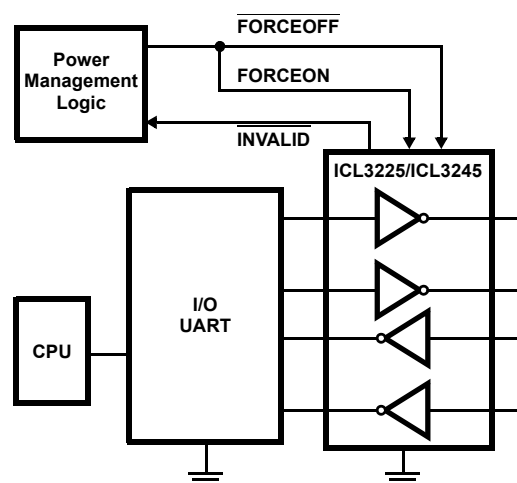 FORCEOFF
Power
Management
Logic
FORCEON
INVALID
ICL3225/ICL3245
I/O
UART
CPU